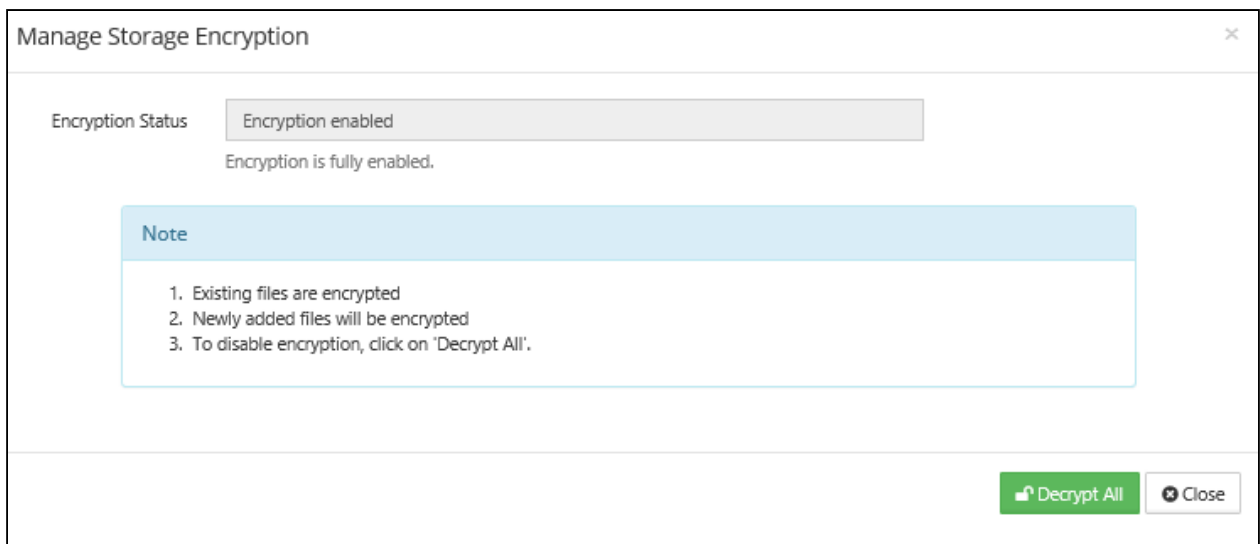 Manage Storage Encryption
×
Encryption Status
Encryption enabled
Encryption is fully enabled.
Note
1. Existing files are encrypted
2. Newly added files will be encrypted
3. To disable encryption, click on 'Decrypt All'.
Decrypt All
Close